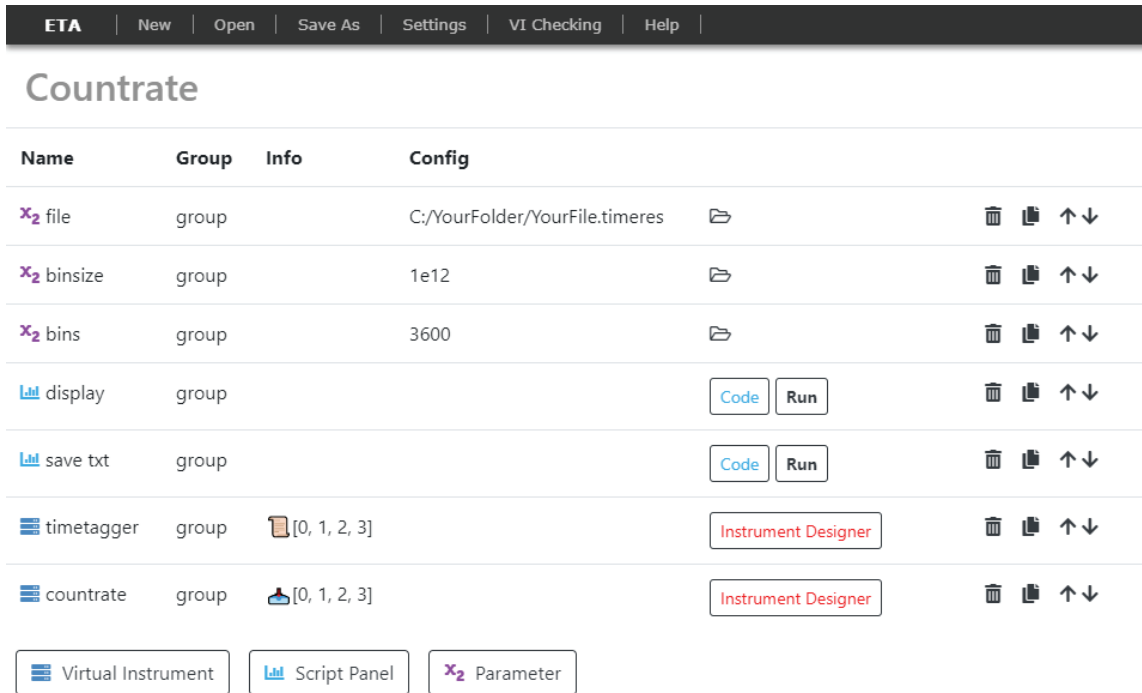 ETA | New | Open | Save As | Settings | VI Checking | Help |
Countrate
Name Group Info Config
x2 file group C:/YourFolder/YourFile.timeres
x2 binsize group 1e12
x2 bins group 3600
display group Code Run
save txt group Code Run
timetagger group [0, 1, 2, 3] Instrument Designer
countrate group [0, 1, 2, 3] Instrument Designer
Virtual Instrument Script Panel x2 Parameter